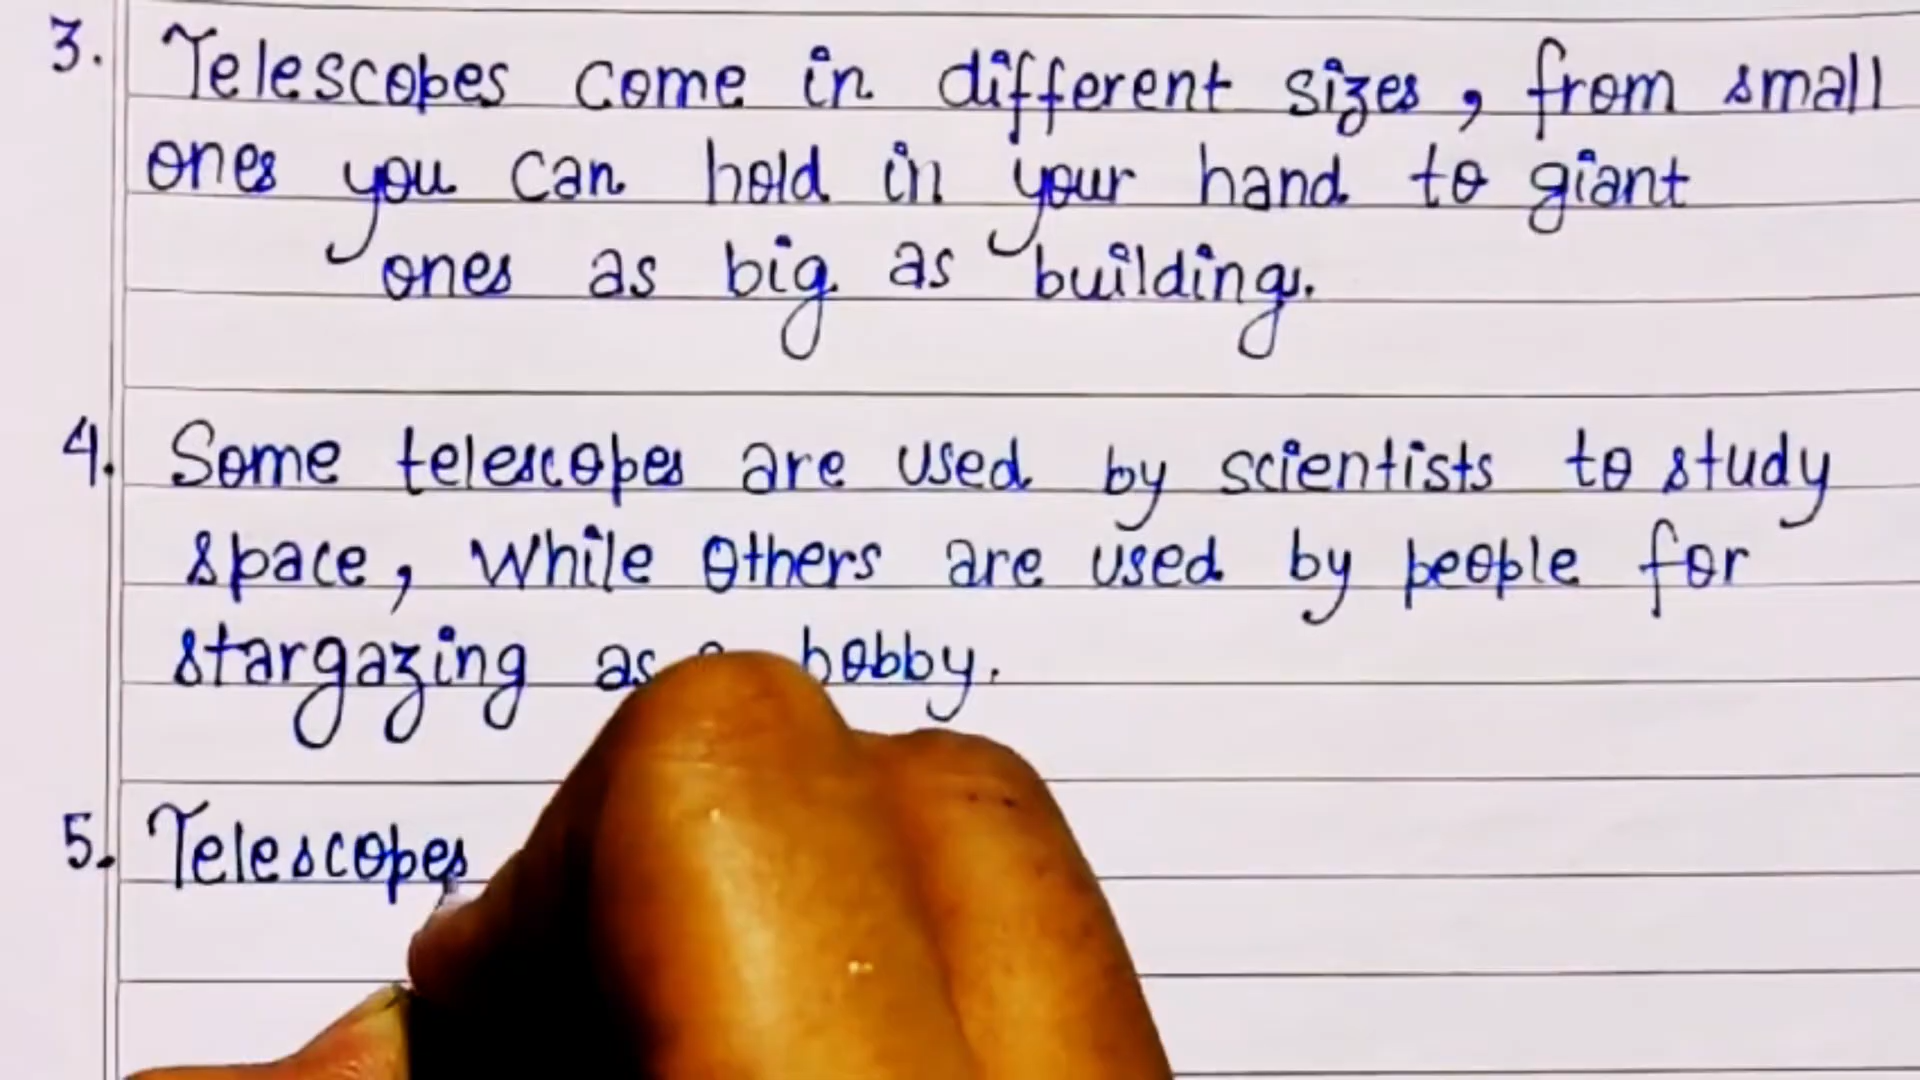 3. Telescopes come in different sizes, from small
ones you can hold in your hand to giant
ones as big as building.
4. Some telescopes are used by scientists to study
space, while others are used by people for
stargazing as hobby.
5. Telescopes